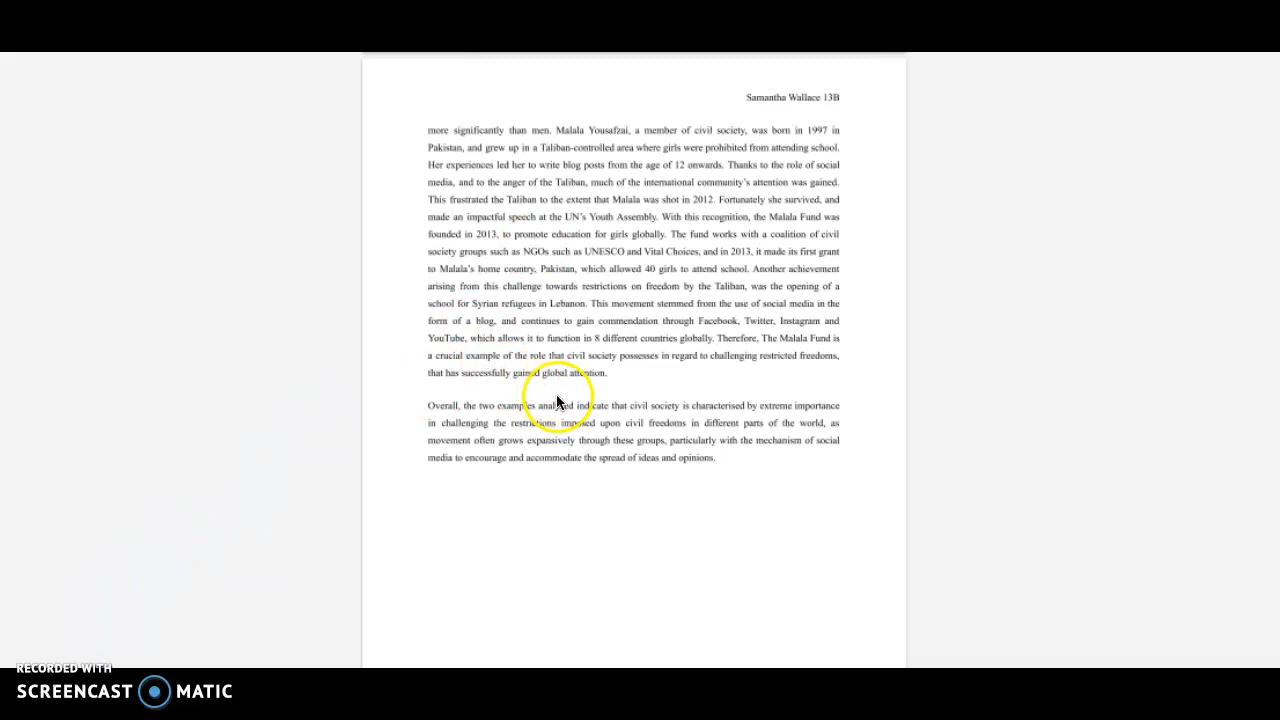 Samantha Wallace 13B
more significantly than men. Malala Yousafzai, a member of civil society, was born in 1997 in
Pakistan, and grew up in a Taliban-controlled area where girls were prohibited from attending school.
Her experiences led her to write blog posts from the age of 12 onwards. Thanks to the role of social
media, and to the anger of the Taliban, much of the international community's attention was gained.
This frustrated the Taliban to the extent that Malala was shot in 2012. Fortunately she survived, and
made an impactful speech at the UN's Youth Assembly. With this recognition, the Malala Fund was
founded in 2013, to promote education for girls globally. The fund works with a coalition of civil
society groups such as NGOs such as UNESCO and Vital Choices, and in 2013, it made its first grant
to Malala's home country, Pakistan, which allowed 40 girls to attend school. Another achievement
arising from this challenge towards restrictions on freedom by the Taliban, was the opening of a
school for Syrian refugees in Lebanon. This movement stemmed from the use of social media in the
form of a blog, and continues to gain commendation through Facebook, Twitter, Instagram and
YouTube, which allows it to function in 8 different countries globally. Therefore, The Malala Fund is
a crucial example of the role that civil society possesses in regard to challenging restricted freedoms,
that has successfully gained global attention.
Overall, the two examples analysed indicate that civil society is characterised by extreme importance
in challenging the restrictions imposed upon civil freedoms in different parts of the world, as
movement often grows expansively through these groups, particularly with the mechanism of social
media to encourage and accommodate the spread of ideas and opinions.
RECORDED WITH
SCREENCAST MATIC